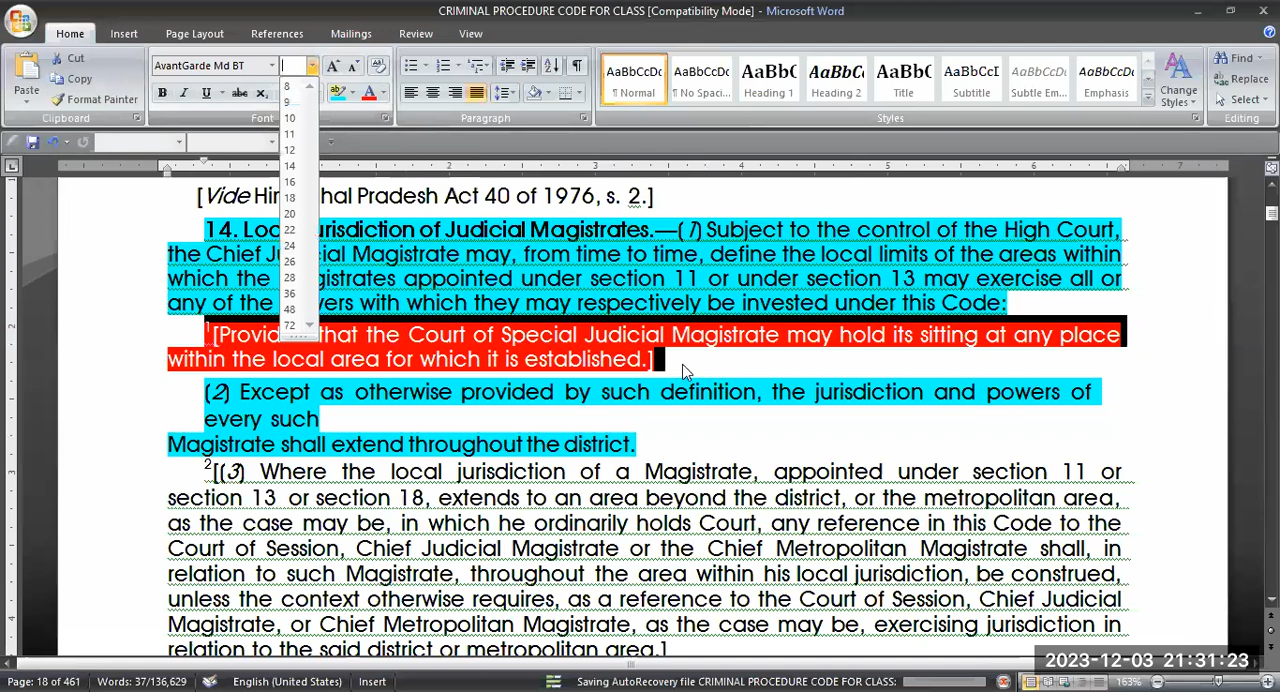 CRIMINAL PROCEDURE CODE FOR CLASS [Compatibility Mode] - Microsoft Word
Home Insert Page Layout References Mailings Review View
Paste Cut Copy Format Painter Clipboard
AvantGarde Md BT
B I U abc x, A
Font
Paragraph
AaBbCcDc AaBbCcDc AaBbC AaBbC AaBbC AaBbCcD AaBbCcDc AaBbCcDc
¶ Normal ¶ No Spaci... Heading 1 Heading 2 Title Subtitle Subtle Em... Emphasis
Styles
Change Styles
Find Replace Select Editing
8
9
10
11
12
14
16
18
20
22
24
26
28
36
48
72
2 3 4 5 6 7
[Vide Hi hal Pradesh Act 40 of 1976, s. 2.]
14. Loc urisdiction of Judicial Magistrates.—(1) Subject to the control of the High Court,
the Chief J cial Magistrate may, from time to time, define the local limits of the areas within
which the gistrates appointed under section 11 or under section 13 may exercise all or
any of the wers with which they may respectively be invested under this Code:
1[Provid that the Court of Special Judicial Magistrate may hold its sitting at any place
within the local area for which it is established.]
(2) Except as otherwise provided by such definition, the jurisdiction and powers of
every such
Magistrate shall extend throughout the district.
2[(3) Where the local jurisdiction of a Magistrate, appointed under section 11 or
section 13 or section 18, extends to an area beyond the district, or the metropolitan area,
as the case may be, in which he ordinarily holds Court, any reference in this Code to the
Court of Session, Chief Judicial Magistrate or the Chief Metropolitan Magistrate shall, in
relation to such Magistrate, throughout the area within his local jurisdiction, be construed,
unless the context otherwise requires, as a reference to the Court of Session, Chief Judicial
Magistrate, or Chief Metropolitan Magistrate, as the case may be, exercising jurisdiction in
relation to the said district or metropolitan area.]
2023-12-03 21:31:23
Page: 18 of 461 Words: 37/136,629 English (United States) Insert Saving AutoRecovery file CRIMINAL PROCEDURE CODE FOR CLASS: 163%